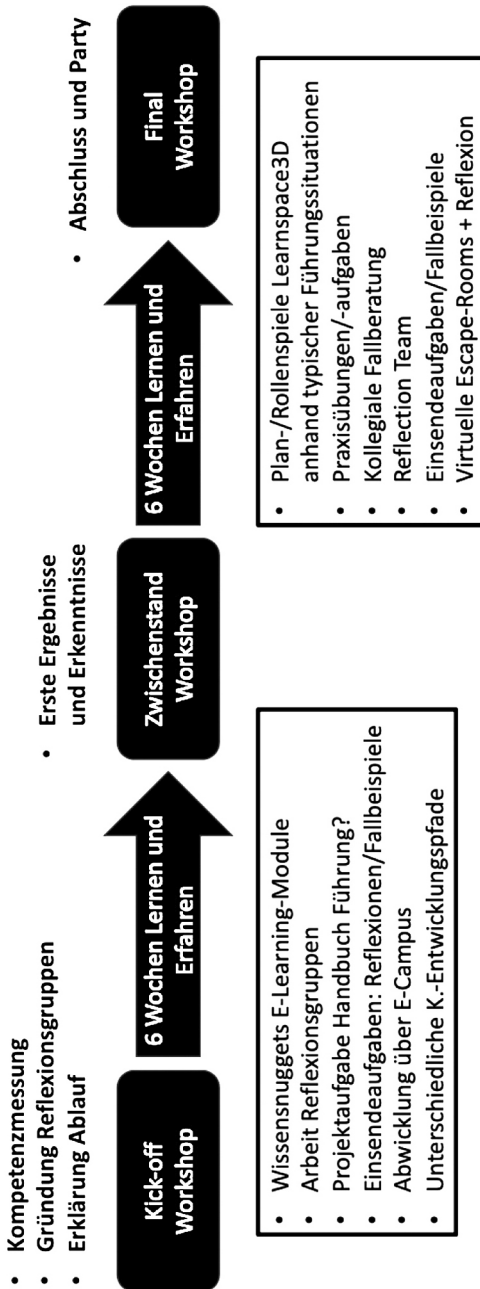 • Kompetenzmessung
• Gründung Reflexionsgruppen
• Erklärung Ablauf
Kick-off
Workshop
6 Wochen Lernen und
Erfahren
• Wissensnuggets E-Learning-Module
• Arbeit Reflexionsgruppen
• Projektaufgabe Handbuch Führung?
• Einsendeaufgaben: Reflexionen/Fallbeispiele
• Abwicklung über E-Campus
• Unterschiedliche K.-Entwicklungspfade
• Erste Ergebnisse
und Erkenntnisse
Zwischenstand
Workshop
6 Wochen Lernen und
Erfahren
• Plan-/Rollenspiele Learnspace3D
anhand typischer Führungssituationen
• Praxisübungen/-aufgaben
• Kollegiale Fallberatung
• Reflection Team
• Einsendeaufgaben/Fallbeispiele
• Virtuelle Escape-Rooms + Reflexion
• Abschluss und Party
Final
Workshop